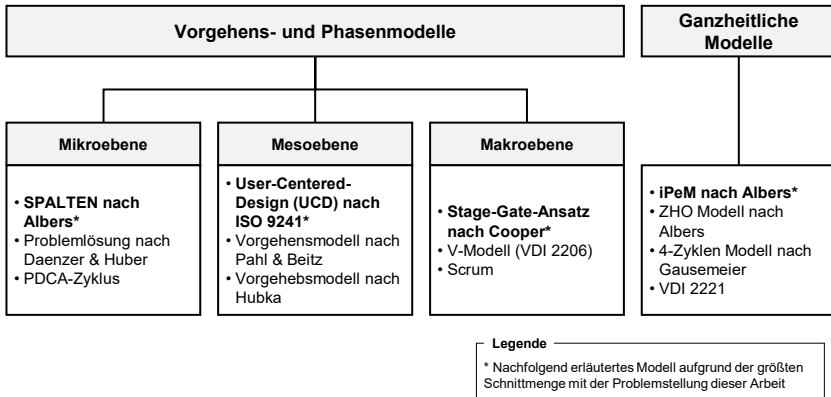 Vorgehens- und Phasenmodelle
Ganzheitliche
Modelle
Mikroebene
Mesoebene
Makroebene
• SPALTEN nach
Albers*
• Problemlösung nach
Daenzer & Huber
• PDCA-Zyklus
• User-Centered-
Design (UCD) nach
ISO 9241*
• Vorgehensmodell nach
Pahl & Beitz
• Vorgehebsmodell nach
Hubka
• Stage-Gate-Ansatz
nach Cooper*
• V-Modell (VDI 2206)
• Scrum
• iPeM nach Albers*
• ZHO Modell nach
Albers
• 4-Zyklen Modell nach
Gausemeier
• VDI 2221
Legende
* Nachfolgend erläutertes Modell aufgrund der größten
Schnittmenge mit der Problemstellung dieser Arbeit